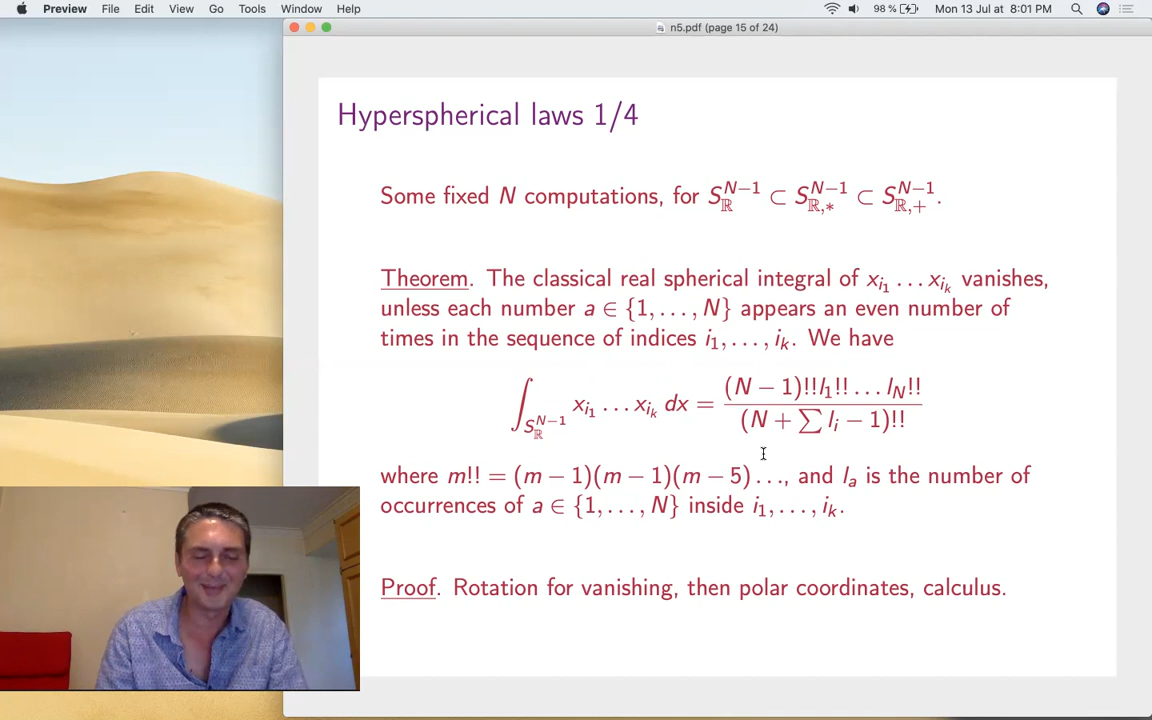 Preview File Edit View Go Tools Window Help 98 % Mon 13 Jul at 8:01 PM
n5.pdf (page 15 of 24)
Hyperspherical laws 1/4
Some fixed N computations, for S_ℝ^{N−1} ⊂ S_{ℝ,*}^{N−1} ⊂ S_{ℝ,+}^{N−1}.
Theorem. The classical real spherical integral of x_{i_1} . . . x_{i_k} vanishes,
unless each number a ∈ {1, . . . , N} appears an even number of
times in the sequence of indices i_1, . . . , i_k. We have
∫_{S_ℝ^{N−1}} x_{i_1} . . . x_{i_k} dx = (N − 1)!!l_1!! . . . l_N!! / (N + ∑ l_i − 1)!!
where m!! = (m − 1)(m − 1)(m − 5) . . ., and l_a is the number of
occurrences of a ∈ {1, . . . , N} inside i_1, . . . , i_k.
Proof. Rotation for vanishing, then polar coordinates, calculus.